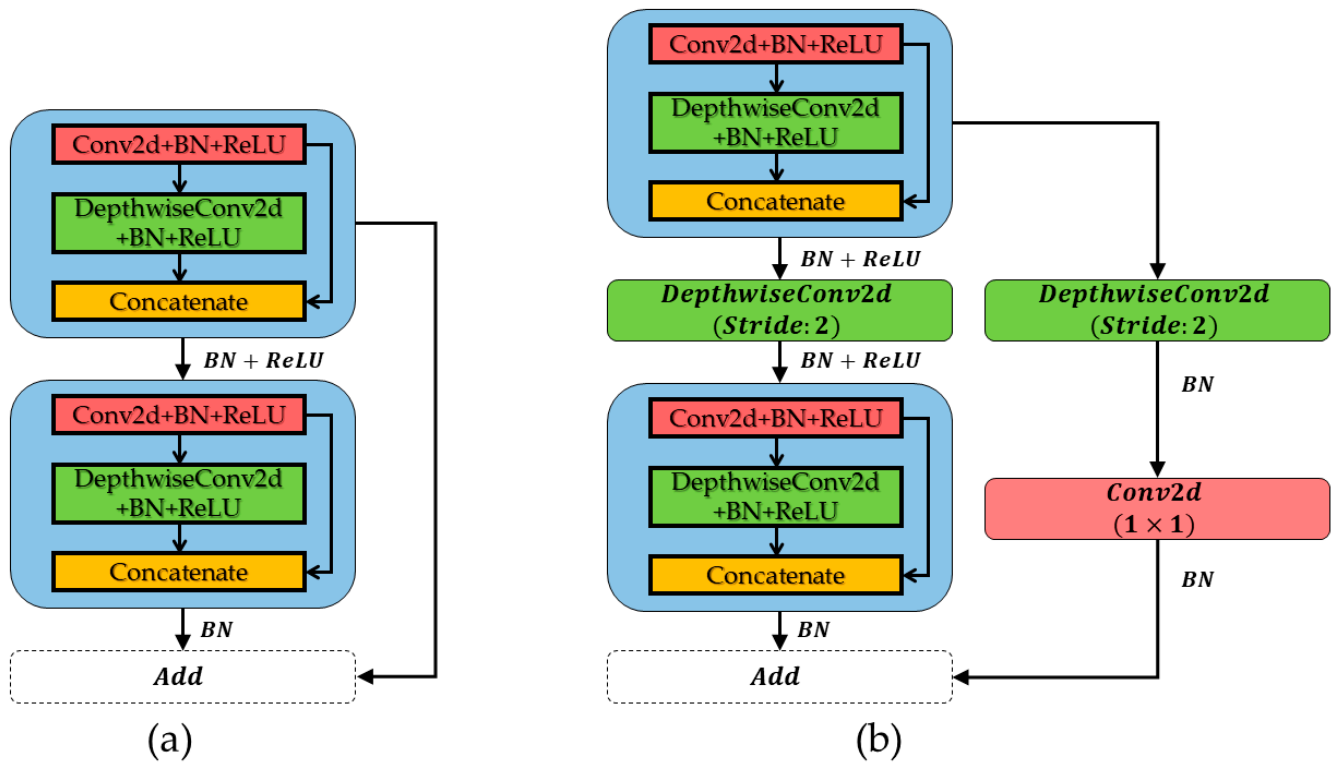 Conv2d+BN+ReLU
DepthwiseConv2d
+BN+ReLU
Concatenate
BN + ReLU
Conv2d+BN+ReLU
DepthwiseConv2d
+BN+ReLU
Concatenate
BN
Add
(a)
Conv2d+BN+ReLU
DepthwiseConv2d
+BN+ReLU
Concatenate
BN + ReLU
DepthwiseConv2d
(Stride: 2)
BN + ReLU
Conv2d+BN+ReLU
DepthwiseConv2d
+BN+ReLU
Concatenate
BN
Add
DepthwiseConv2d
(Stride: 2)
BN
Conv2d
(1 × 1)
BN
(b)